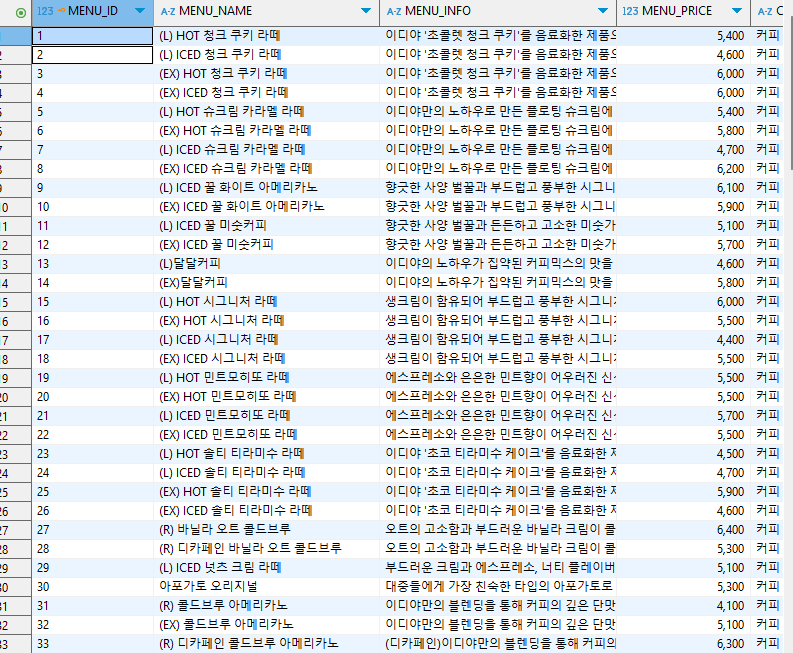 123 MENU_ID A-Z MENU_NAME A-Z MENU_INFO 123 MENU_PRICE A-Z C
1 (L) HOT 청크 쿠키 라떼 이디야 '초콜렛 청크 쿠키'를 음료화한 제품으 5,400 커피
2 (L) ICED 청크 쿠키 라떼 이디야 '초콜렛 청크 쿠키'를 음료화한 제품으 4,600 커피
3 (EX) HOT 청크 쿠키 라떼 이디야 '초콜렛 청크 쿠키'를 음료화한 제품으 6,000 커피
4 (EX) ICED 청크 쿠키 라떼 이디야 '초콜렛 청크 쿠키'를 음료화한 제품으 6,000 커피
5 (L) HOT 슈크림 카라멜 라떼 이디야만의 노하우로 만든 플로팅 슈크림에 5,400 커피
6 (EX) HOT 슈크림 카라멜 라떼 이디야만의 노하우로 만든 플로팅 슈크림에 5,800 커피
7 (L) ICED 슈크림 카라멜 라떼 이디야만의 노하우로 만든 플로팅 슈크림에 4,700 커피
8 (EX) ICED 슈크림 카라멜 라떼 이디야만의 노하우로 만든 플로팅 슈크림에 6,200 커피
9 (L) ICED 꿀 화이트 아메리카노 향긋한 사양 벌꿀과 부드럽고 풍부한 시그니 6,100 커피
10 (EX) ICED 꿀 화이트 아메리카노 향긋한 사양 벌꿀과 부드럽고 풍부한 시그니 5,900 커피
11 (L) ICED 꿀 미숫커피 향긋한 사양 벌꿀과 든든하고 고소한 미숫가 5,100 커피
12 (EX) ICED 꿀 미숫커피 향긋한 사양 벌꿀과 든든하고 고소한 미숫가 5,700 커피
13 (L)달달커피 이디야의 노하우가 집약된 커피믹스의 맛을 4,600 커피
14 (EX)달달커피 이디야의 노하우가 집약된 커피믹스의 맛을 5,800 커피
15 (L) HOT 시그니처 라떼 생크림이 함유되어 부드럽고 풍부한 시그니처 6,000 커피
16 (EX) HOT 시그니처 라떼 생크림이 함유되어 부드럽고 풍부한 시그니처 5,500 커피
17 (L) ICED 시그니처 라떼 생크림이 함유되어 부드럽고 풍부한 시그니처 4,400 커피
18 (EX) ICED 시그니처 라떼 생크림이 함유되어 부드럽고 풍부한 시그니처 5,500 커피
19 (L) HOT 민트모히또 라떼 에스프레소와 은은한 민트향이 어우러진 신 5,500 커피
20 (EX) HOT 민트모히또 라떼 에스프레소와 은은한 민트향이 어우러진 신 5,500 커피
21 (L) ICED 민트모히또 라떼 에스프레소와 은은한 민트향이 어우러진 신 5,700 커피
22 (EX) ICED 민트모히또 라떼 에스프레소와 은은한 민트향이 어우러진 신 5,500 커피
23 (L) HOT 솔티 티라미수 라떼 이디야 '초코 티라미수 케이크'를 음료화한 제 4,500 커피
24 (L) ICED 솔티 티라미수 라떼 이디야 '초코 티라미수 케이크'를 음료화한 제 4,700 커피
25 (EX) HOT 솔티 티라미수 라떼 이디야 '초코 티라미수 케이크'를 음료화한 제 5,900 커피
26 (EX) ICED 솔티 티라미수 라떼 이디야 '초코 티라미수 케이크'를 음료화한 제 4,600 커피
27 (R) 바닐라 오트 콜드브루 오트의 고소함과 부드러운 바닐라 크림이 콜 6,400 커피
28 (R) 디카페인 바닐라 오트 콜드브루 오트의 고소함과 부드러운 바닐라 크림이 콜 5,300 커피
29 (L) ICED 넛츠 크림 라떼 부드러운 크림과 에스프레소, 너티 플레이버 5,100 커피
30 아포가토 오리지널 대중들에게 가장 친숙한 타입의 아포가토로 5,300 커피
31 (R) 콜드브루 아메리카노 이디야만의 블렌딩을 통해 커피의 깊은 단맛 4,100 커피
32 (EX) 콜드브루 아메리카노 이디야만의 블렌딩을 통해 커피의 깊은 단맛 5,100 커피
33 (R) 디카페인 콜드브루 아메리카노 (디카페인)이디야만의 블렌딩을 통해 커피의 6,300 커피